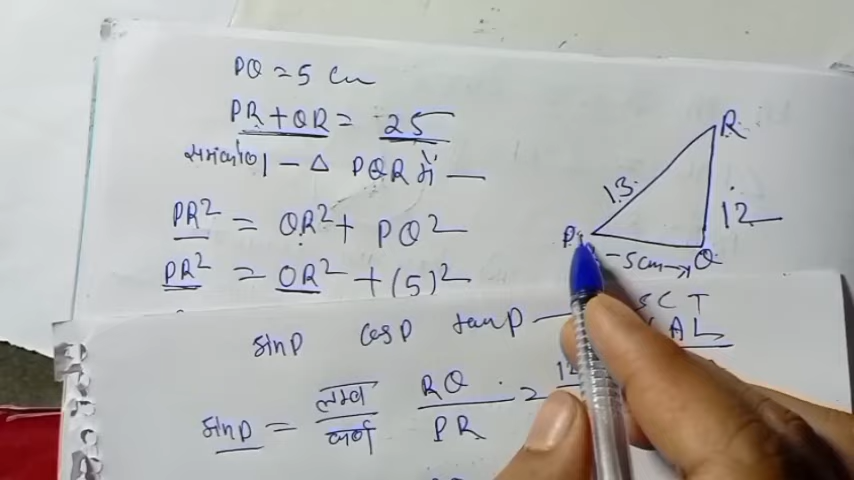 PQ = 5 cm
PR + QR = 25
समकोण - Δ PQR में —
PR² = QR² + PQ²
PR² = QR² + (5)²
R
13
12
P
5cm
Q
sinP cosP tanP
S C T
A L
sinP = लम्ब/कर्ण RQ/PR = 12